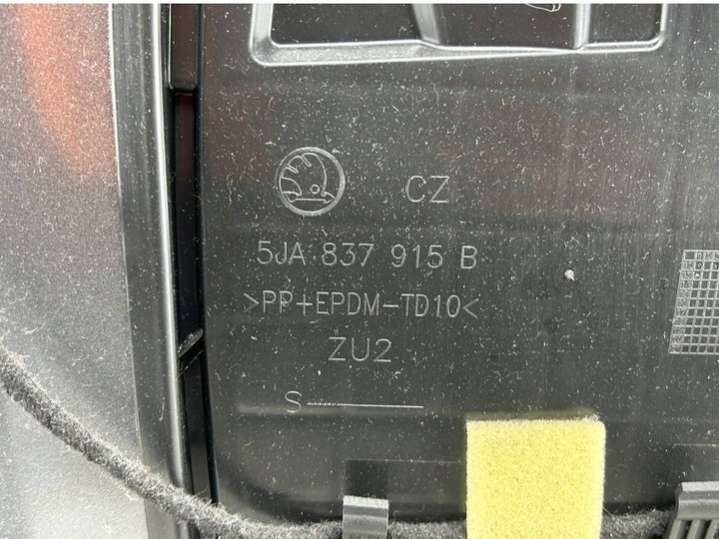 CZ
5JA 837 915 B
>PP+EPDM-TD10<
ZU2
S